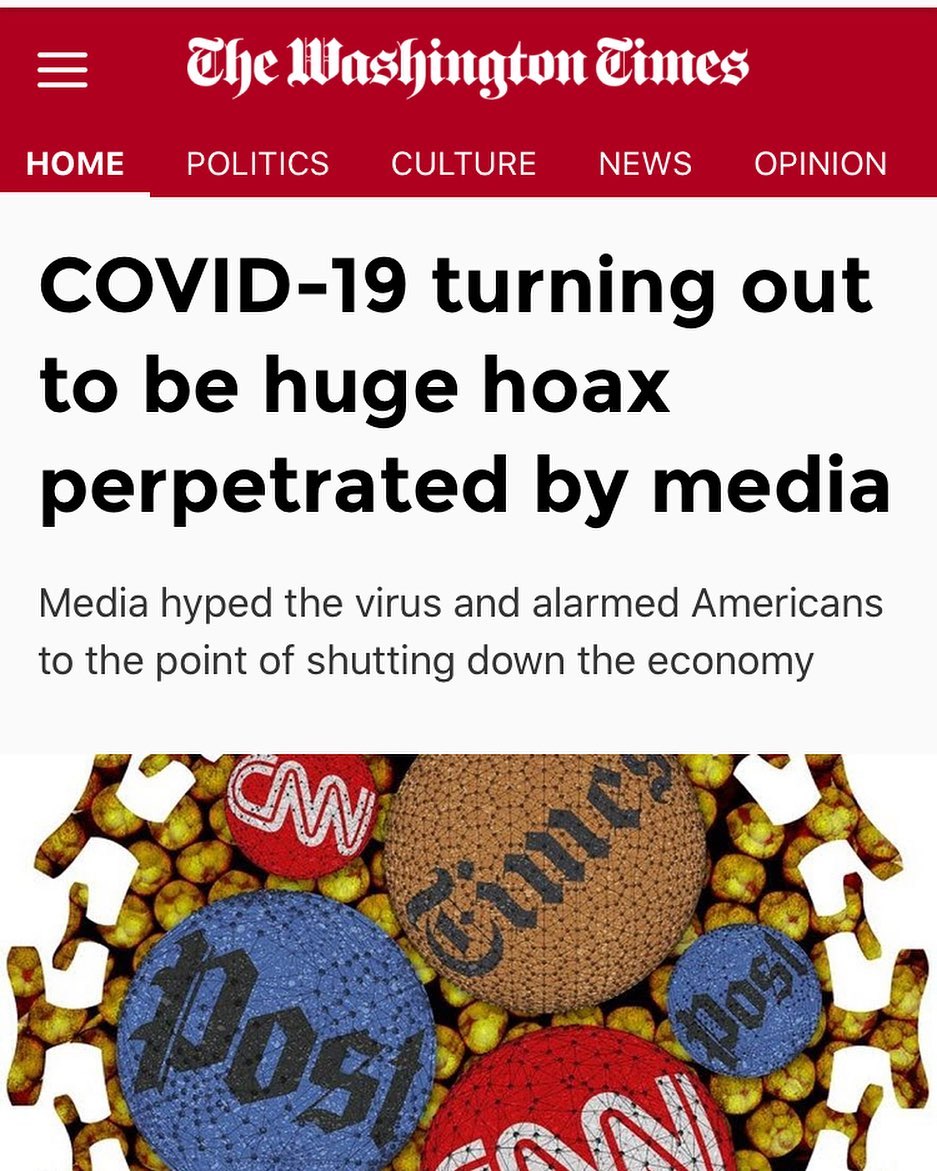 The Washington Times
HOME POLITICS CULTURE NEWS OPINION
COVID-19 turning out
to be huge hoax
perpetrated by media
Media hyped the virus and alarmed Americans
to the point of shutting down the economy
CNN
Times
Post
Post
CNN